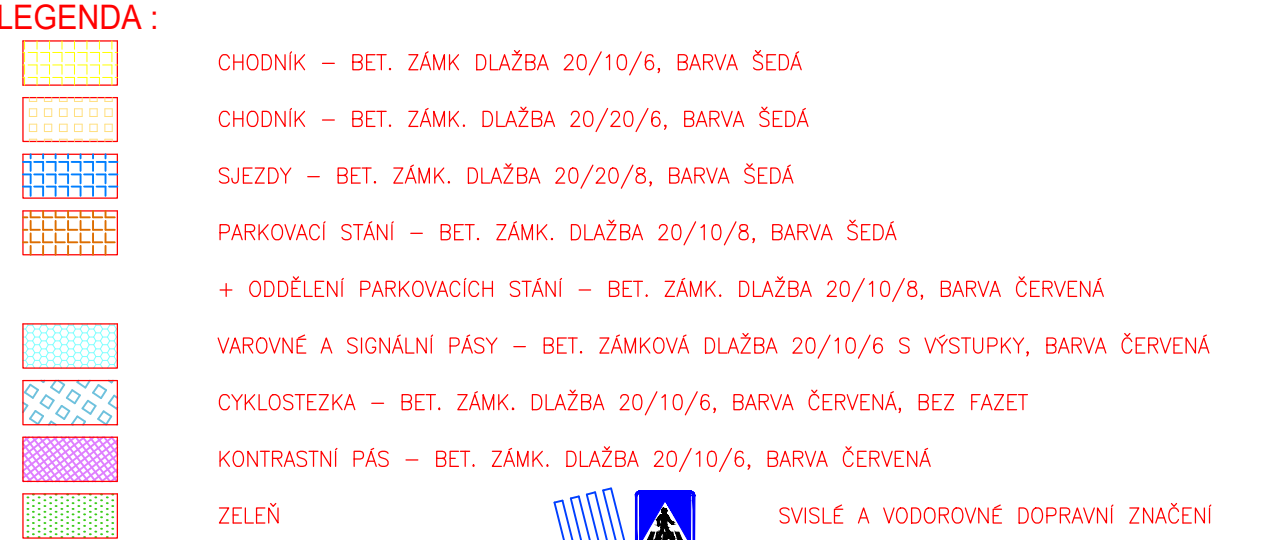 LEGENDA :
CHODNÍK – BET. ZÁMK DLAŽBA 20/10/6, BARVA ŠEDÁ
CHODNÍK – BET. ZÁMK. DLAŽBA 20/20/6, BARVA ŠEDÁ
SJEZDY – BET. ZÁMK. DLAŽBA 20/20/8, BARVA ŠEDÁ
PARKOVACÍ STÁNÍ – BET. ZÁMK. DLAŽBA 20/10/8, BARVA ŠEDÁ
+ ODDĚLENÍ PARKOVACÍCH STÁNÍ – BET. ZÁMK. DLAŽBA 20/10/8, BARVA ČERVENÁ
VAROVNÉ A SIGNÁLNÍ PÁSY – BET. ZÁMKOVÁ DLAŽBA 20/10/6 S VÝSTUPKY, BARVA ČERVENÁ
CYKLOSTEZKA – BET. ZÁMK. DLAŽBA 20/10/6, BARVA ČERVENÁ, BEZ FAZET
KONTRASTNÍ PÁS – BET. ZÁMK. DLAŽBA 20/10/6, BARVA ČERVENÁ
ZELEŇ SVISLÉ A VODOROVNÉ DOPRAVNÍ ZNAČENÍ